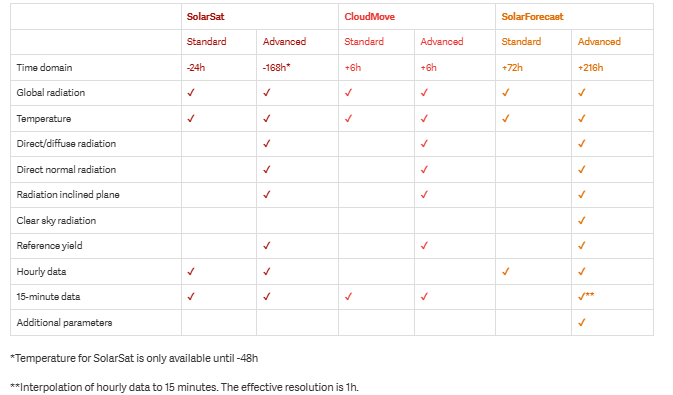 SolarSat CloudMove SolarForecast
Standard Advanced Standard Advanced Standard Advanced
Time domain -24h -168h* +6h +6h +72h +216h
Global radiation ✓ ✓ ✓ ✓ ✓ ✓
Temperature ✓ ✓ ✓ ✓ ✓ ✓
Direct/diffuse radiation ✓ ✓ ✓
Direct normal radiation ✓ ✓ ✓
Radiation inclined plane ✓ ✓ ✓
Clear sky radiation ✓
Reference yield ✓ ✓ ✓
Hourly data ✓ ✓ ✓ ✓
15-minute data ✓ ✓ ✓ ✓ ✓**
Additional parameters ✓
*Temperature for SolarSat is only available until -48h
**Interpolation of hourly data to 15 minutes. The effective resolution is 1h.